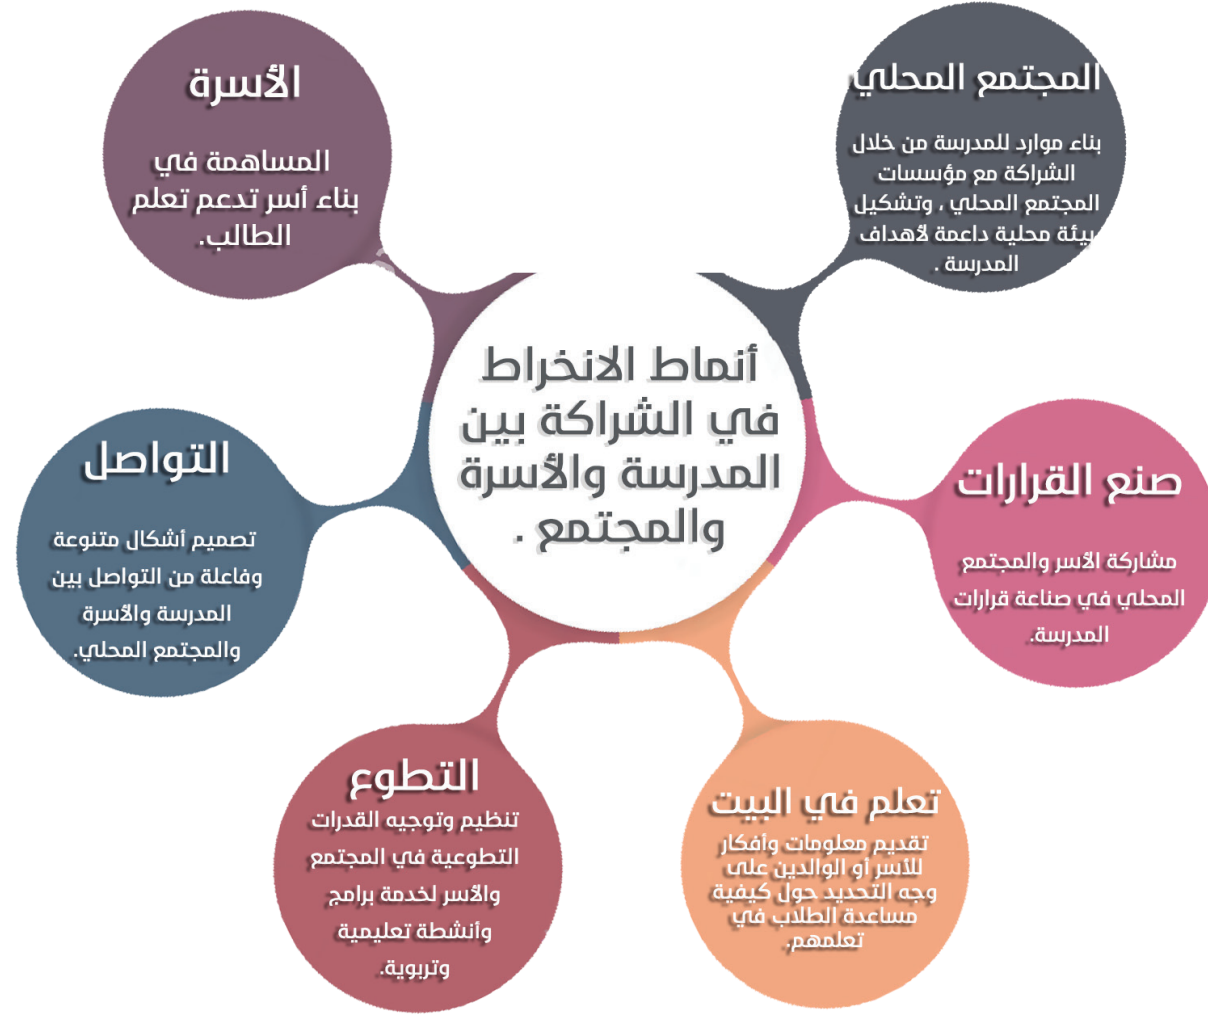 أنماط الانخراط
في الشراكة بين
المدرسة والأسرة
والمجتمع .
المجتمع المحلي
بناء موارد للمدرسة من خلال
الشراكة مع مؤسسات
المجتمع المحلي ، وتشكيل
بيئة محلية داعمة لأهداف
المدرسة .
صنع القرارات
مشاركة الأسر والمجتمع
المحلي في صناعة قرارات
المدرسة.
تعلم في البيت
تقديم معلومات وأفكار
للأسر أو الوالدين على
وجه التحديد حول كيفية
مساعدة الطلاب في
تعلمهم.
التطوع
تنظيم وتوجيه القدرات
التطوعية في المجتمع
والأسر لخدمة برامج
وأنشطة تعليمية
وتربوية.
التواصل
تصميم أشكال متنوعة
وفاعلة من التواصل بين
المدرسة والأسرة
والمجتمع المحلي.
الأسرة
المساهمة في
بناء أسر تدعم تعلم
الطالب.